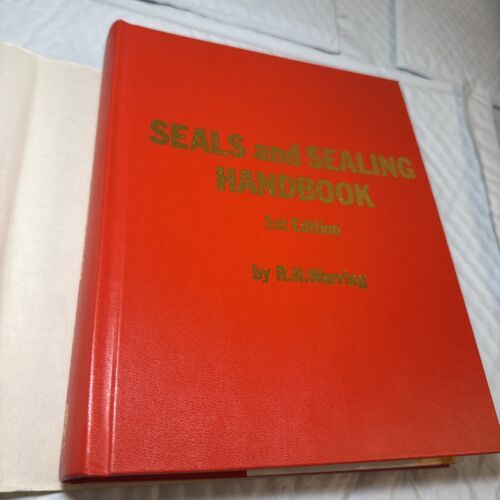 SEALS and SEALING
HANDBOOK
1st Edition
by R.H.Warring